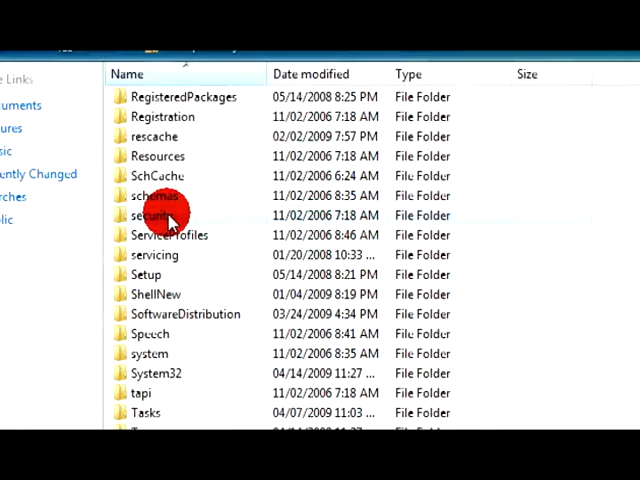 e Links
uments
ures
sic
ently Changed
rches
olic
Name Date modified Type Size
RegisteredPackages 05/14/2008 8:25 PM File Folder
Registration 11/02/2006 7:18 AM File Folder
rescache 02/02/2009 7:57 PM File Folder
Resources 11/02/2006 7:18 AM File Folder
SchCache 11/02/2006 6:24 AM File Folder
schemas 11/02/2006 8:35 AM File Folder
security 11/02/2006 7:18 AM File Folder
ServiceProfiles 11/02/2006 8:46 AM File Folder
servicing 01/20/2008 10:33 ... File Folder
Setup 05/14/2008 8:21 PM File Folder
ShellNew 01/04/2009 8:19 PM File Folder
SoftwareDistribution 03/24/2009 4:34 PM File Folder
Speech 11/02/2006 8:41 AM File Folder
system 11/02/2006 8:35 AM File Folder
System32 04/14/2009 11:27 ... File Folder
tapi 11/02/2006 7:18 AM File Folder
Tasks 04/07/2009 11:03 ... File Folder